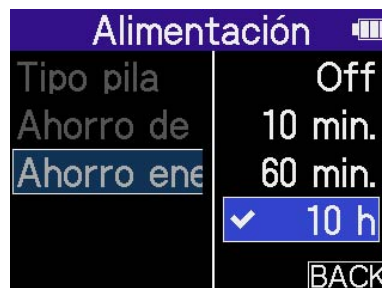 Alimentación
Tipo pila
Off
Ahorro de
10 min.
Ahorro ene
60 min.
10 h
BACK